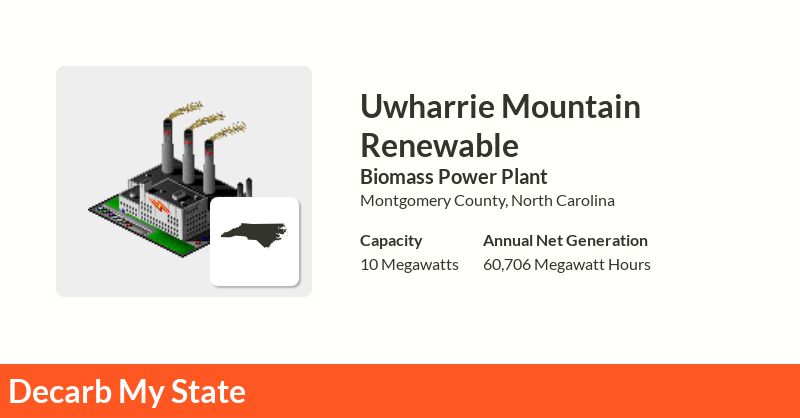 Uwharrie Mountain
Renewable
Biomass Power Plant
Montgomery County, North Carolina
Capacity
10 Megawatts
Annual Net Generation
60,706 Megawatt Hours
Decarb My State